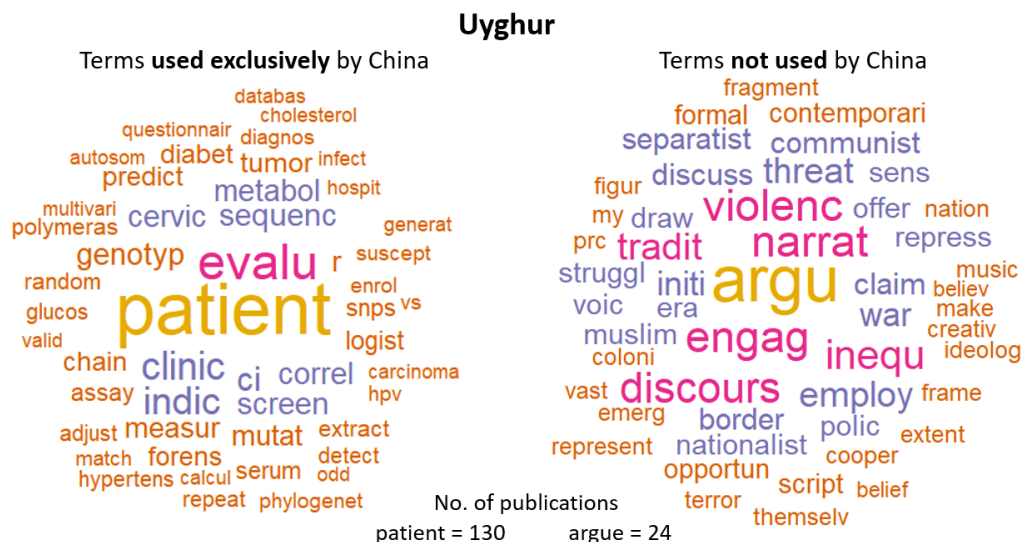 Uyghur
Terms used exclusively by China
databas
cholesterol
questionnair diagnos
autosom diabet tumor infect
predict metabol hospit
multivari cervic sequenc
polymeras generat
genotyp evalu r suscept
random enrol
glucos patient snps vs
valid logist
chain clinic ci correl carcinoma
assay indic screen hpv
adjust measur mutat extract
match forens detect
hypertens calcul serum odd
repeat phylogenet
Terms not used by China
fragment
formal contemporari
separatist communist
discuss threat sens
figur violenc offer nation
my draw
prc tradit narrat repress
struggl initi argu claim music
believ
voic era war make
muslim engag creativ
coloni inequ ideolog
vast discours employ frame
emerg border polic
represent nationalist extent
opportun cooper
terror script belief
themselv
No. of publications
patient = 130 argue = 24